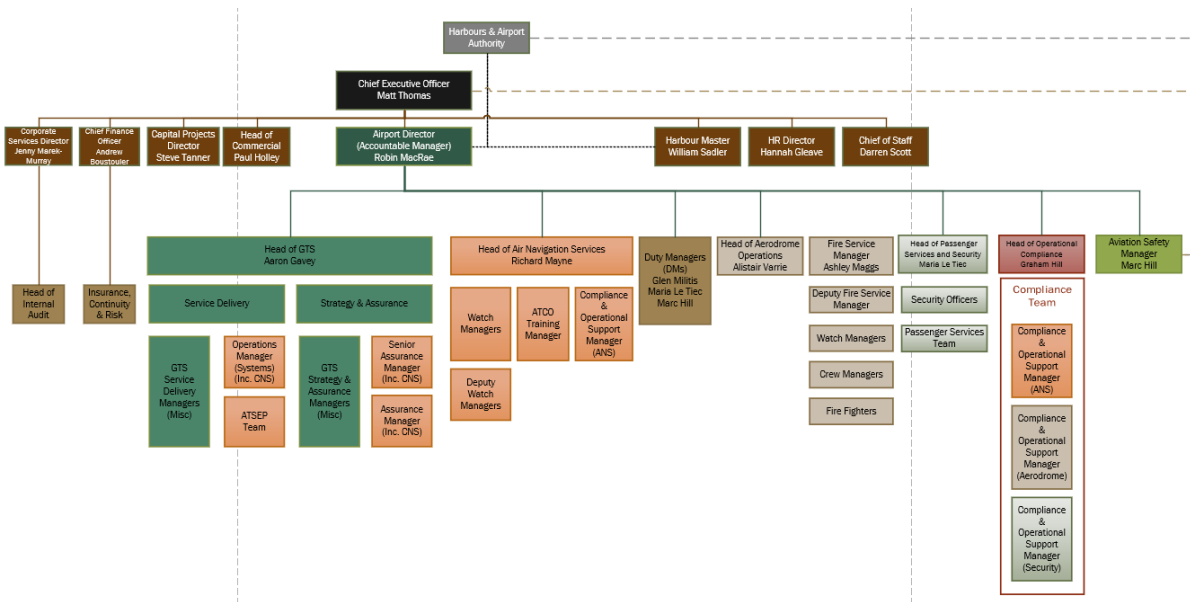 Harbours & Airport
Authority
Chief Executive Officer
Matt Thomas
Corporate
Services Director
Jenny Marek-
Murray
Chief Finance
Officer
Andrew
Boustouler
Capital Projects
Director
Steve Tanner
Head of
Commercial
Paul Holley
Airport Director
(Accountable Manager)
Robin MacRae
Harbour Master
William Sadler
HR Director
Hannah Gleave
Chief of Staff
Darren Scott
Head of GTS
Aaron Gavey
Head of Air Navigation Services
Richard Mayne
Duty Managers
(DMs)
Glen Militis
Maria Le Tiec
Marc Hill
Head of Aerodrome
Operations
Alistair Varrie
Fire Service
Manager
Ashley Maggs
Head of Passenger
Services and Security
Maria Le Tiec
Head of Operational
Compliance
Graham Hill
Aviation Safety
Manager
Marc Hill
Head of
Internal
Audit
Insurance,
Continuity
& Risk
Service Delivery
Strategy & Assurance
GTS
Service
Delivery
Managers
(Misc)
Operations
Manager
(Systems)
(Inc. CNS)
ATSEP
Team
GTS
Strategy &
Assurance
Managers
(Misc)
Senior
Assurance
Manager
(Inc. CNS)
Assurance
Manager
(Inc. CNS)
Watch
Managers
Deputy
Watch
Managers
ATCO
Training
Manager
Compliance
&
Operational
Support
Manager
(ANS)
Deputy Fire Service
Manager
Watch Managers
Crew Managers
Fire Fighters
Security Officers
Passenger Services
Team
Compliance
Team
Compliance
&
Operational
Support
Manager
(ANS)
Compliance
&
Operational
Support
Manager
(Aerodrome)
Compliance
&
Operational
Support
Manager
(Security)